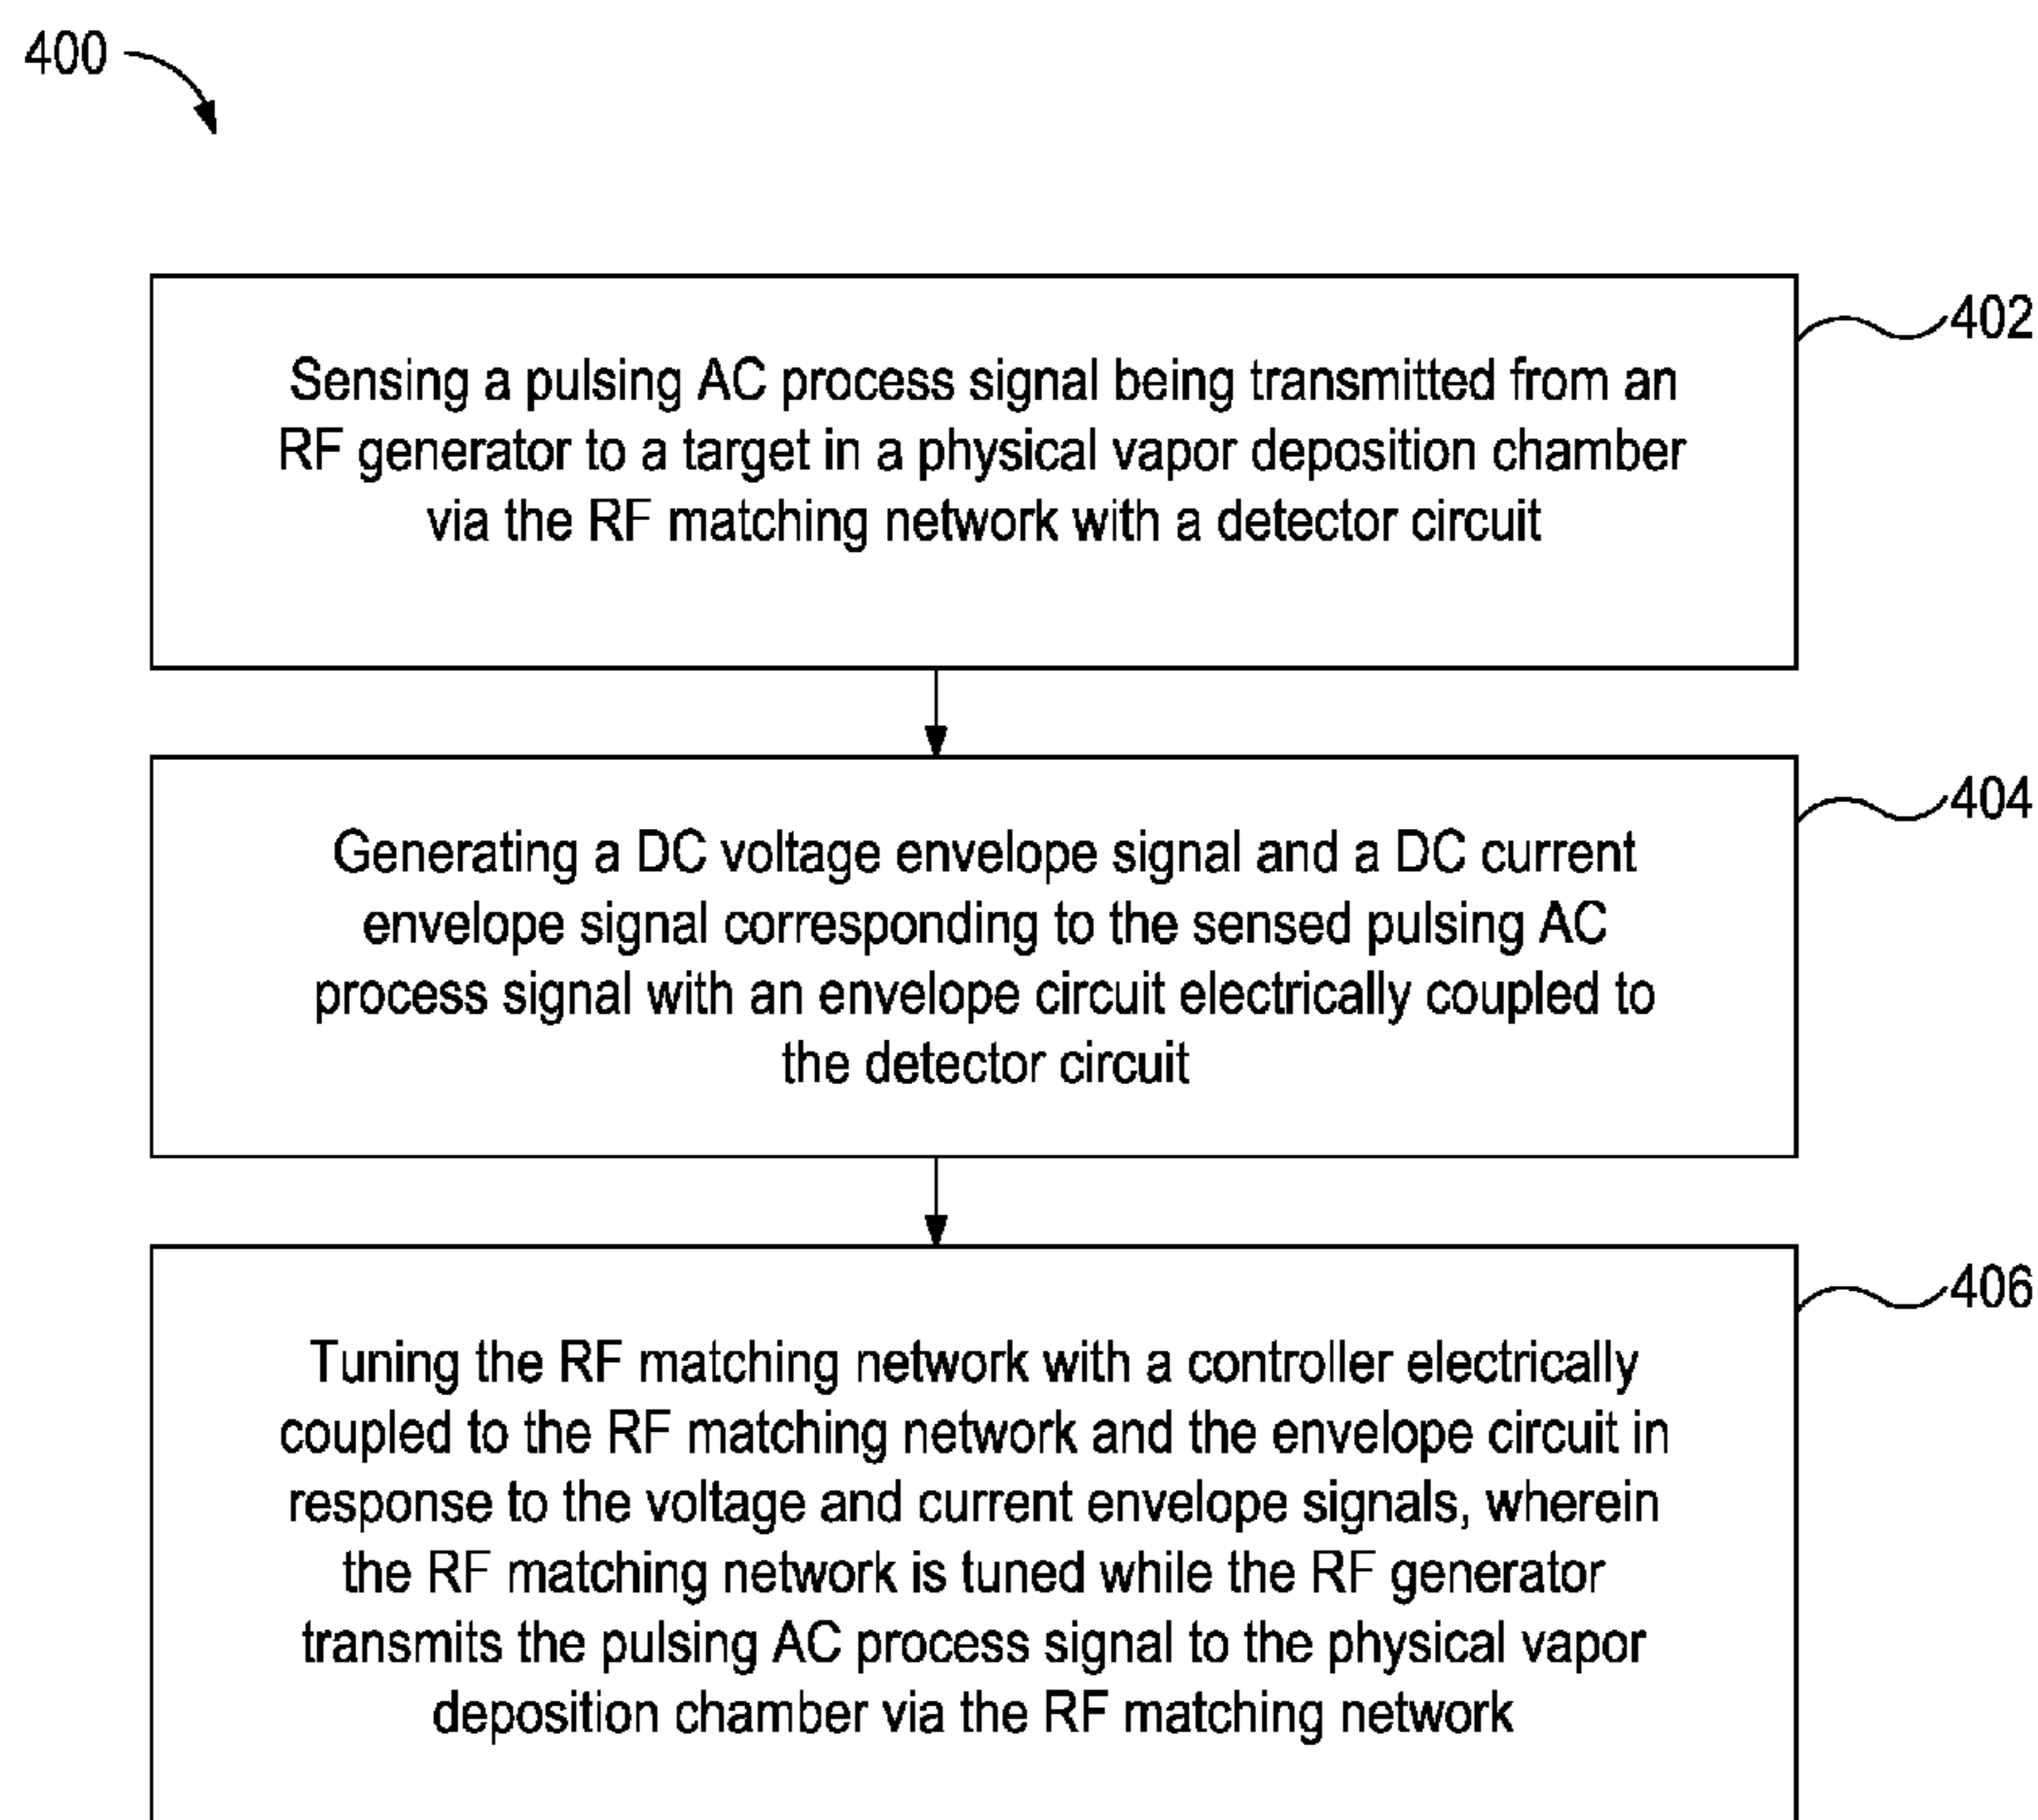 400
402
Sensing a pulsing AC process signal being transmitted from an
RF generator to a target in a physical vapor deposition chamber
via the RF matching network with a detector circuit
404
Generating a DC voltage envelope signal and a DC current
envelope signal corresponding to the sensed pulsing AC
process signal with an envelope circuit electrically coupled to
the detector circuit
406
Tuning the RF matching network with a controller electrically
coupled to the RF matching network and the envelope circuit in
response to the voltage and current envelope signals, wherein
the RF matching network is tuned while the RF generator
transmits the pulsing AC process signal to the physical vapor
deposition chamber via the RF matching network